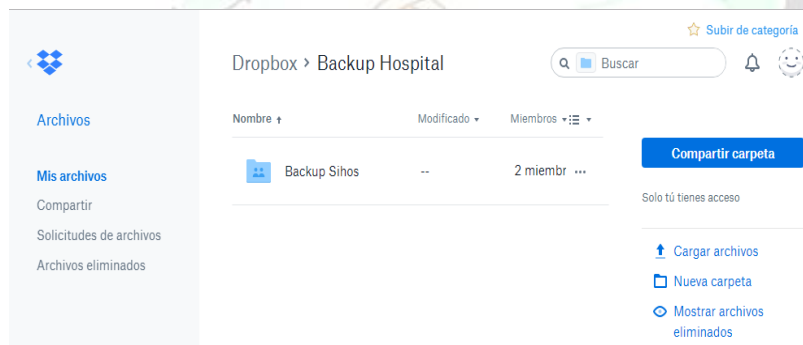 Subir de categoría
Dropbox > Backup Hospital
Buscar
Archivos
Mis archivos
Compartir
Solicitudes de archivos
Archivos eliminados
Nombre ↑ Modificado ▾ Miembros ▾
Backup Sihos -- 2 miembr ...
Compartir carpeta
Solo tú tienes acceso
Cargar archivos
Nueva carpeta
Mostrar archivos
eliminados